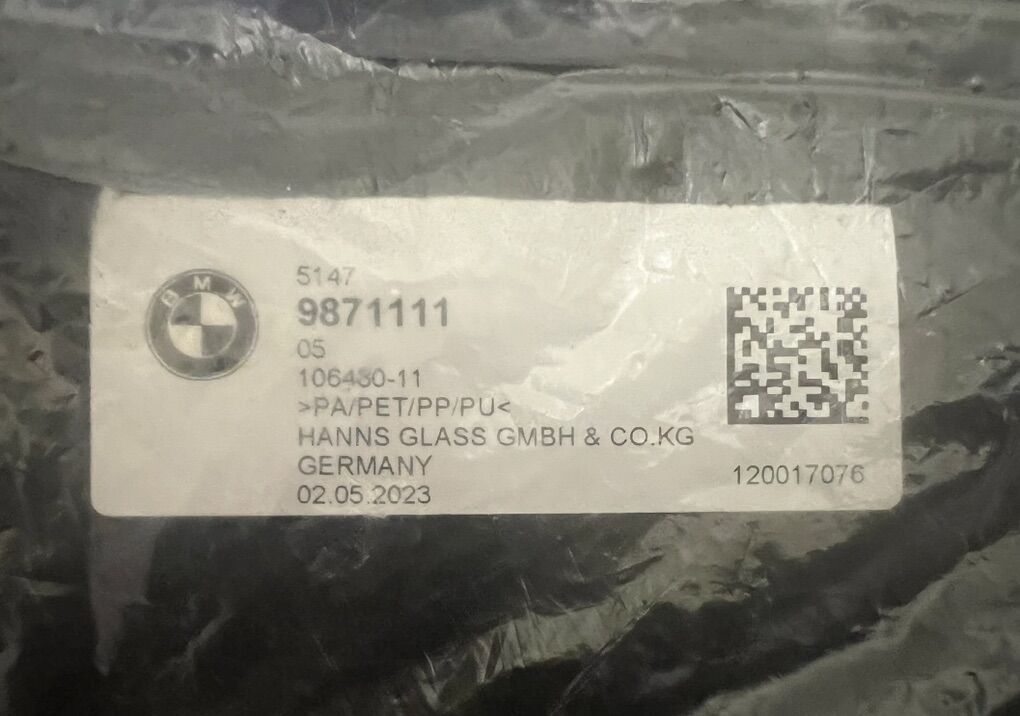 BMW
5147
9871111
05
106430-11
>PA/PET/PP/PU<
HANNS GLASS GMBH & CO.KG
GERMANY
02.05.2023
120017076